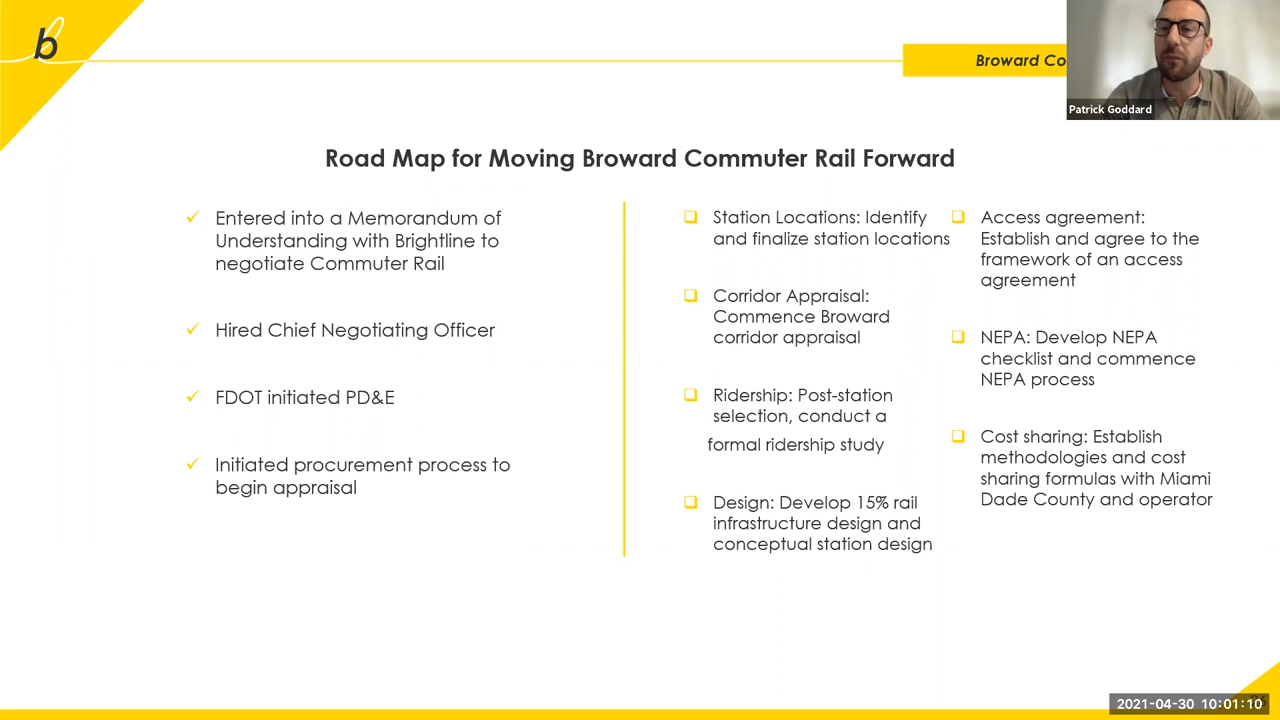 b
Broward Co
Patrick Goddard
Road Map for Moving Broward Commuter Rail Forward
Entered into a Memorandum of
Understanding with Brightline to
negotiate Commuter Rail
Hired Chief Negotiating Officer
FDOT initiated PD&E
Initiated procurement process to
begin appraisal
Station Locations: Identify
and finalize station locations
Corridor Appraisal:
Commence Broward
corridor appraisal
Ridership: Post-station
selection, conduct a
formal ridership study
Design: Develop 15% rail
infrastructure design and
conceptual station design
Access agreement:
Establish and agree to the
framework of an access
agreement
NEPA: Develop NEPA
checklist and commence
NEPA process
Cost sharing: Establish
methodologies and cost
sharing formulas with Miami
Dade County and operator
2021-04-30 10:01:10